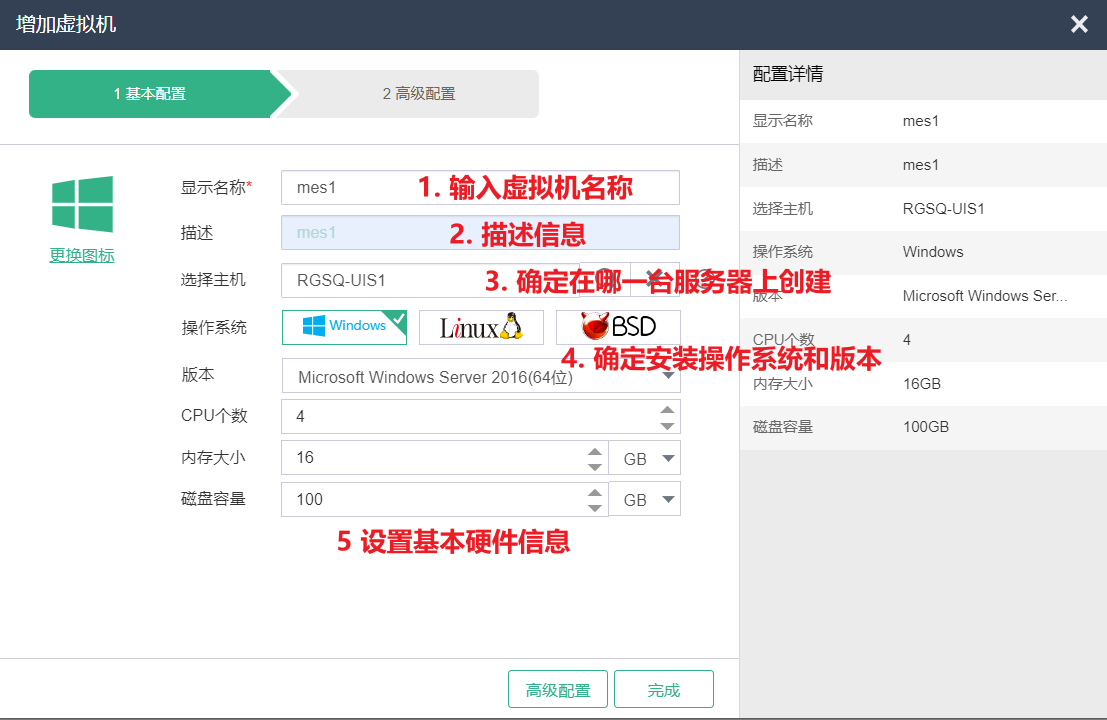 增加虚拟机
1 基本配置
2 高级配置
更换图标
显示名称* mes1 1. 输入虚拟机名称
描述 mes1 2. 描述信息
选择主机 RGSQ-UIS1 3. 确定在哪一台服务器上创建
操作系统 Windows Linux BSD
4. 确定安装操作系统和版本
版本 Microsoft Windows Server 2016(64位)
CPU个数 4
内存大小 16 GB
磁盘容量 100 GB
5 设置基本硬件信息
高级配置 完成
配置详情
显示名称 mes1
描述 mes1
选择主机 RGSQ-UIS1
操作系统 Windows
版本 Microsoft Windows Ser...
CPU个数 4
内存大小 16GB
磁盘容量 100GB